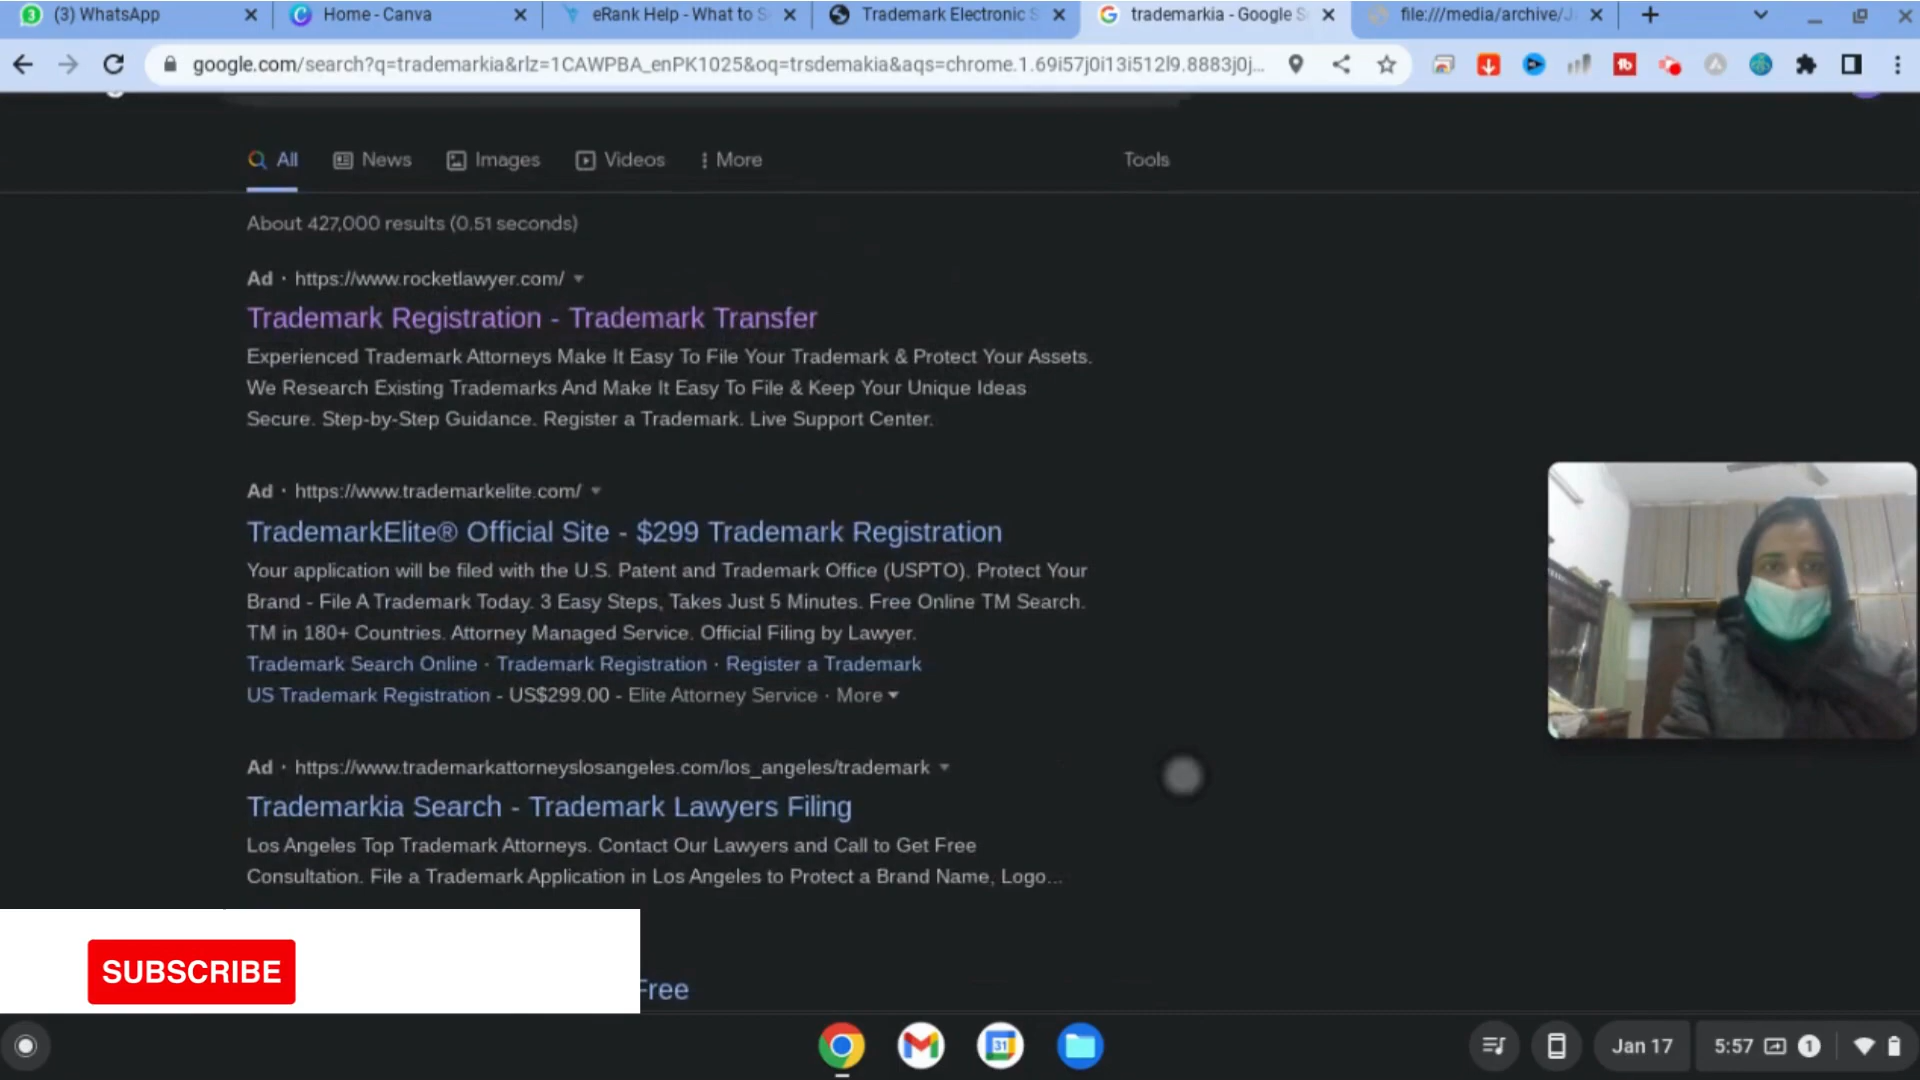 (3) WhatsApp
Home - Canva
eRank Help - What to S
Trademark Electronic S
trademarkia - Google S
file:///media/archive/J
google.com/search?q=trademarkia&rlz=1CAWPBA_enPK1025&oq=trsdemakia&aqs=chrome.1.69i57j0i13i512l9.8883j0j...
All
News
Images
Videos
More
Tools
About 427,000 results (0.51 seconds)
Ad · https://www.rocketlawyer.com/
Trademark Registration - Trademark Transfer
Experienced Trademark Attorneys Make It Easy To File Your Trademark & Protect Your Assets.
We Research Existing Trademarks And Make It Easy To File & Keep Your Unique Ideas
Secure. Step-by-Step Guidance. Register a Trademark. Live Support Center.
Ad · https://www.trademarkelite.com/
TrademarkElite® Official Site - $299 Trademark Registration
Your application will be filed with the U.S. Patent and Trademark Office (USPTO). Protect Your
Brand - File A Trademark Today. 3 Easy Steps, Takes Just 5 Minutes. Free Online TM Search.
TM in 180+ Countries. Attorney Managed Service. Official Filing by Lawyer.
Trademark Search Online · Trademark Registration · Register a Trademark
US Trademark Registration - US$299.00 - Elite Attorney Service · More
Ad · https://www.trademarkattorneyslosangeles.com/los_angeles/trademark
Trademarkia Search - Trademark Lawyers Filing
Los Angeles Top Trademark Attorneys. Contact Our Lawyers and Call to Get Free
Consultation. File a Trademark Application in Los Angeles to Protect a Brand Name, Logo...
SUBSCRIBE
Free
31
Jan 17
5:57
1